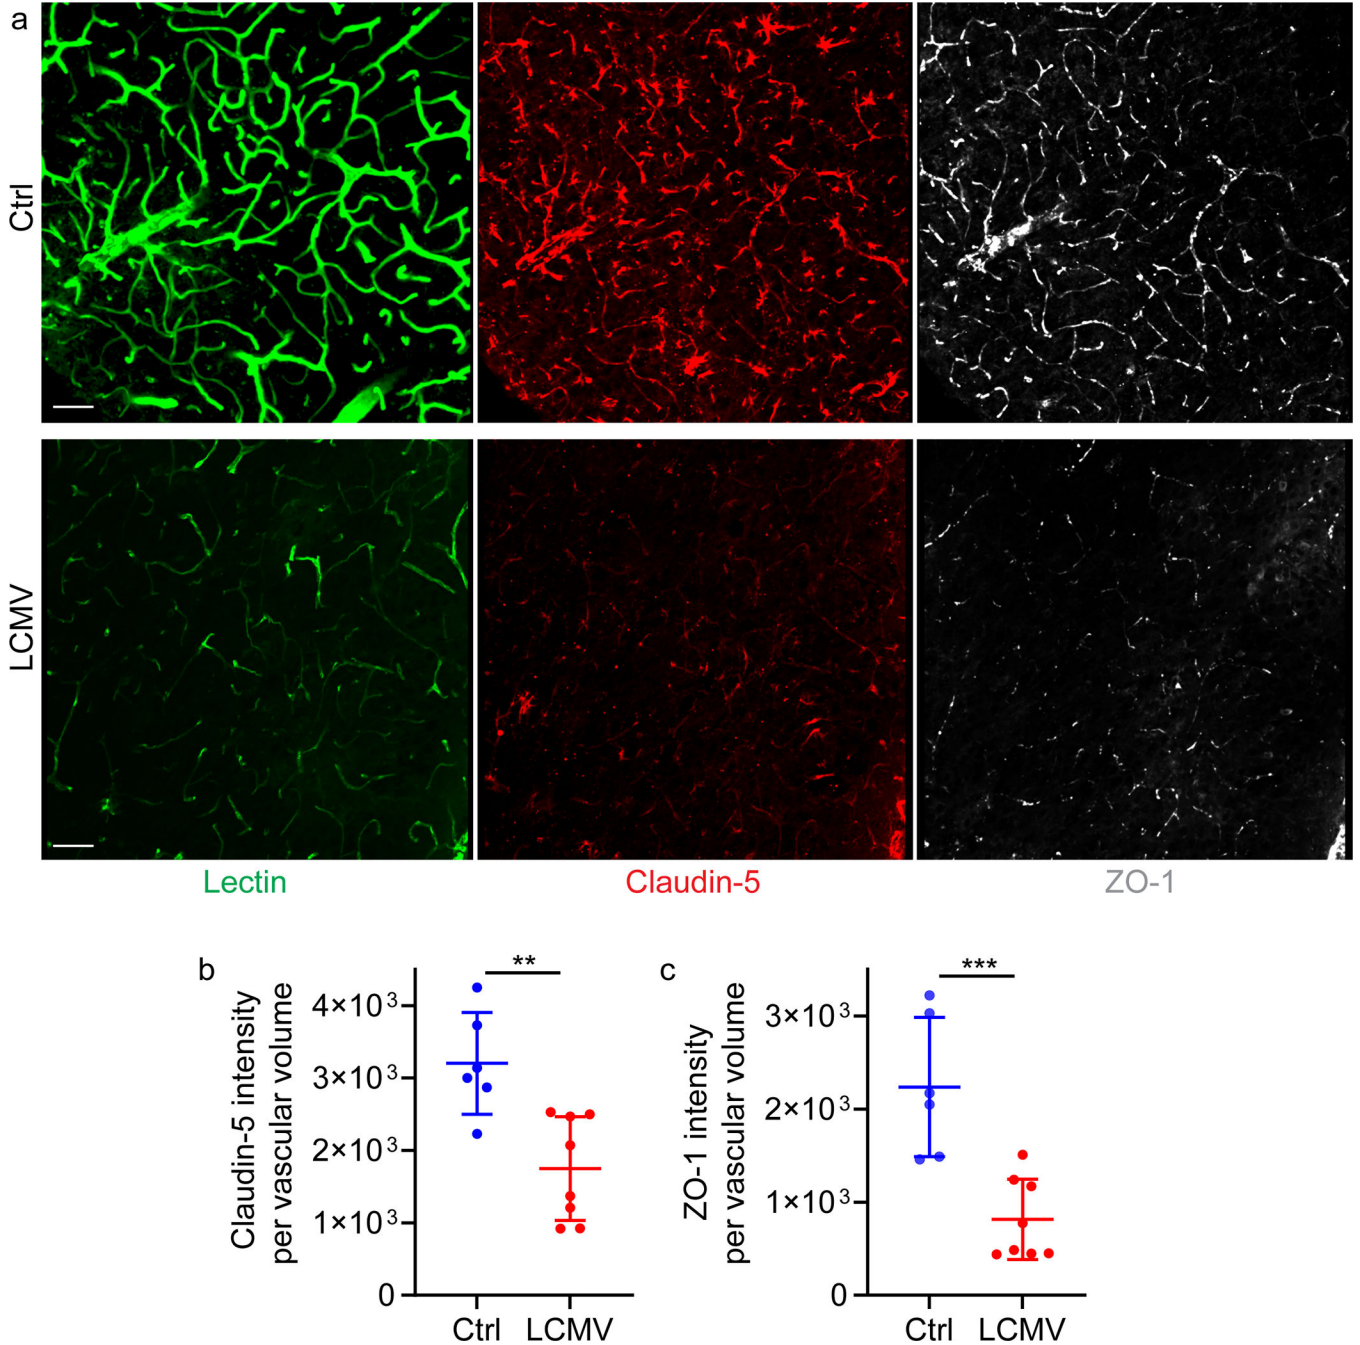 a
Ctrl
LCMV
Lectin
Claudin-5
ZO-1
b
Claudin-5 intensity
per vascular volume
4×10³
3×10³
2×10³
1×10³
0
**
Ctrl
LCMV
c
ZO-1 intensity
per vascular volume
3×10³
2×10³
1×10³
0
***
Ctrl
LCMV